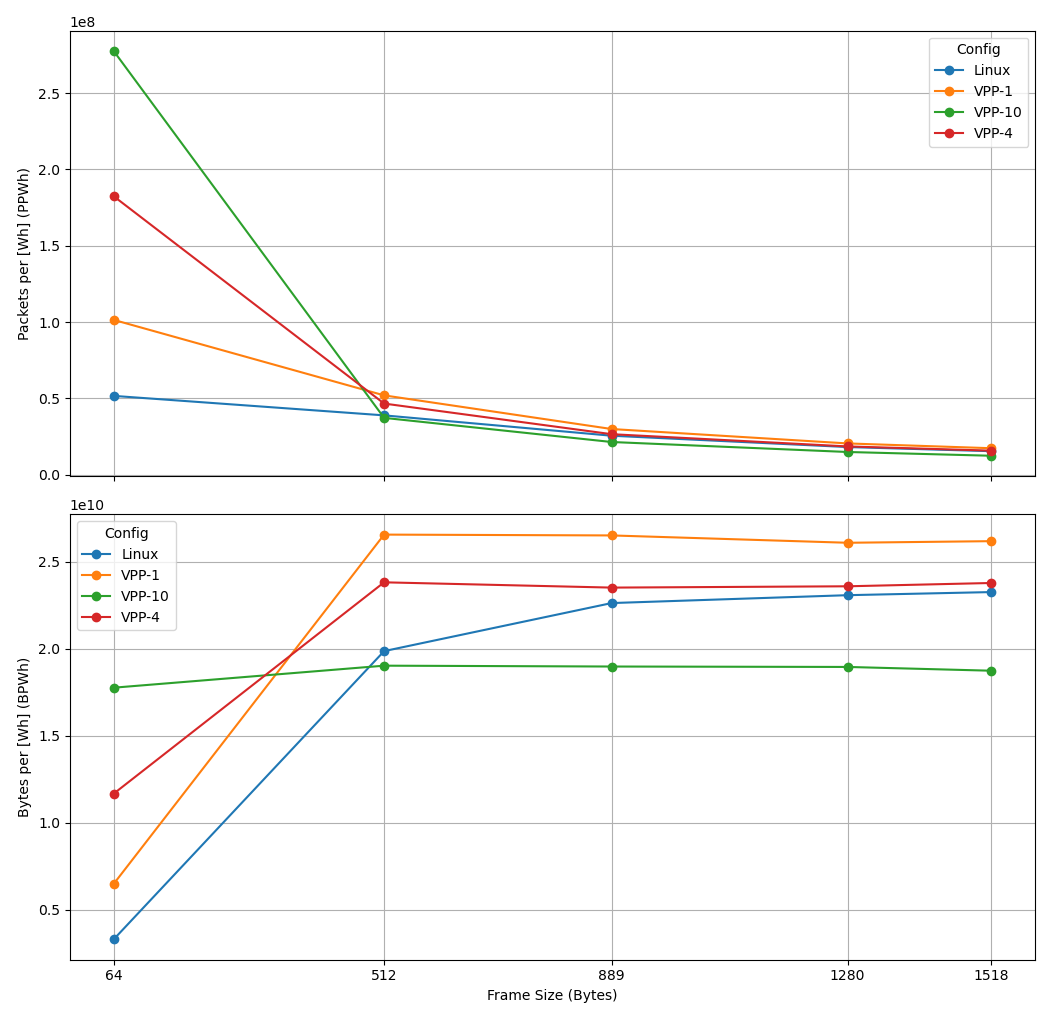 1e8
Packets per [Wh] (PPWh)
2.5
2.0
1.5
1.0
0.5
0.0
Config
Linux
VPP-1
VPP-10
VPP-4
1e10
Bytes per [Wh] (BPWh)
2.5
2.0
1.5
1.0
0.5
Config
Linux
VPP-1
VPP-10
VPP-4
64 512 889 1280 1518
Frame Size (Bytes)